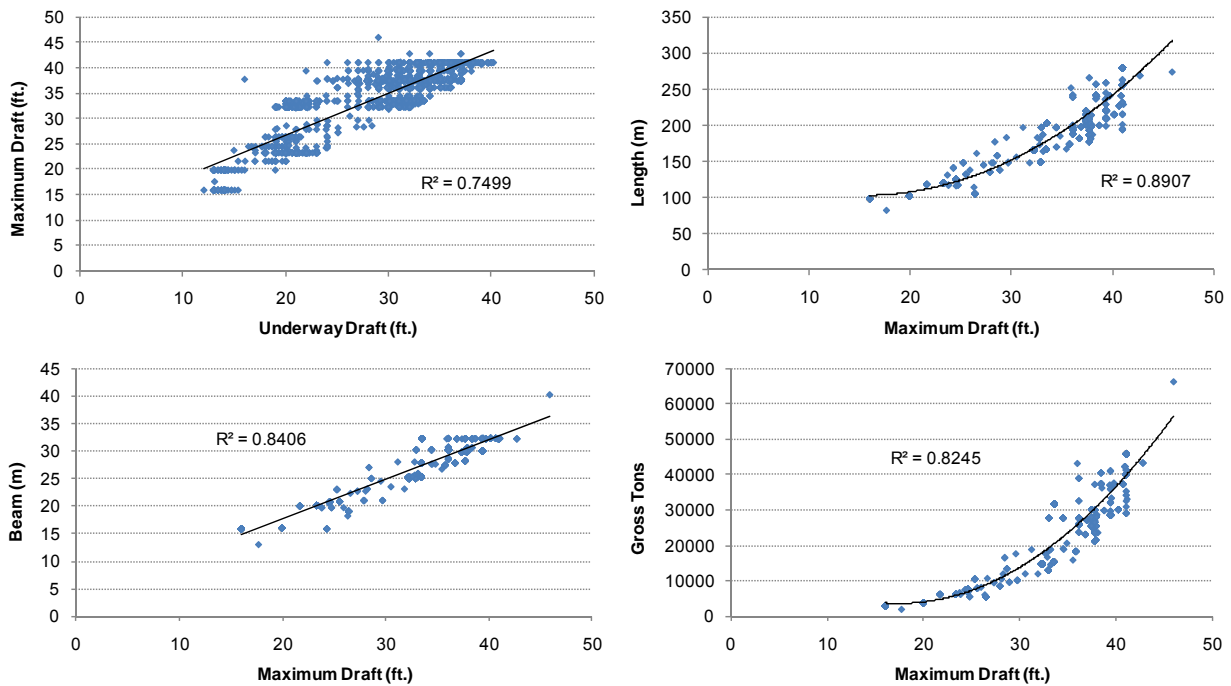 50
45
40
35
30
25
20
15
10
5
0
Maximum Draft (ft.)
R² = 0.7499
0 10 20 30 40 50
Underway Draft (ft.)
350
300
250
200
150
100
50
0
Length (m)
R² = 0.8907
0 10 20 30 40 50
Maximum Draft (ft.)
45
40
35
30
25
20
15
10
5
0
Beam (m)
R² = 0.8406
0 10 20 30 40 50
Maximum Draft (ft.)
70000
60000
50000
40000
30000
20000
10000
0
Gross Tons
R² = 0.8245
0 10 20 30 40 50
Maximum Draft (ft.)